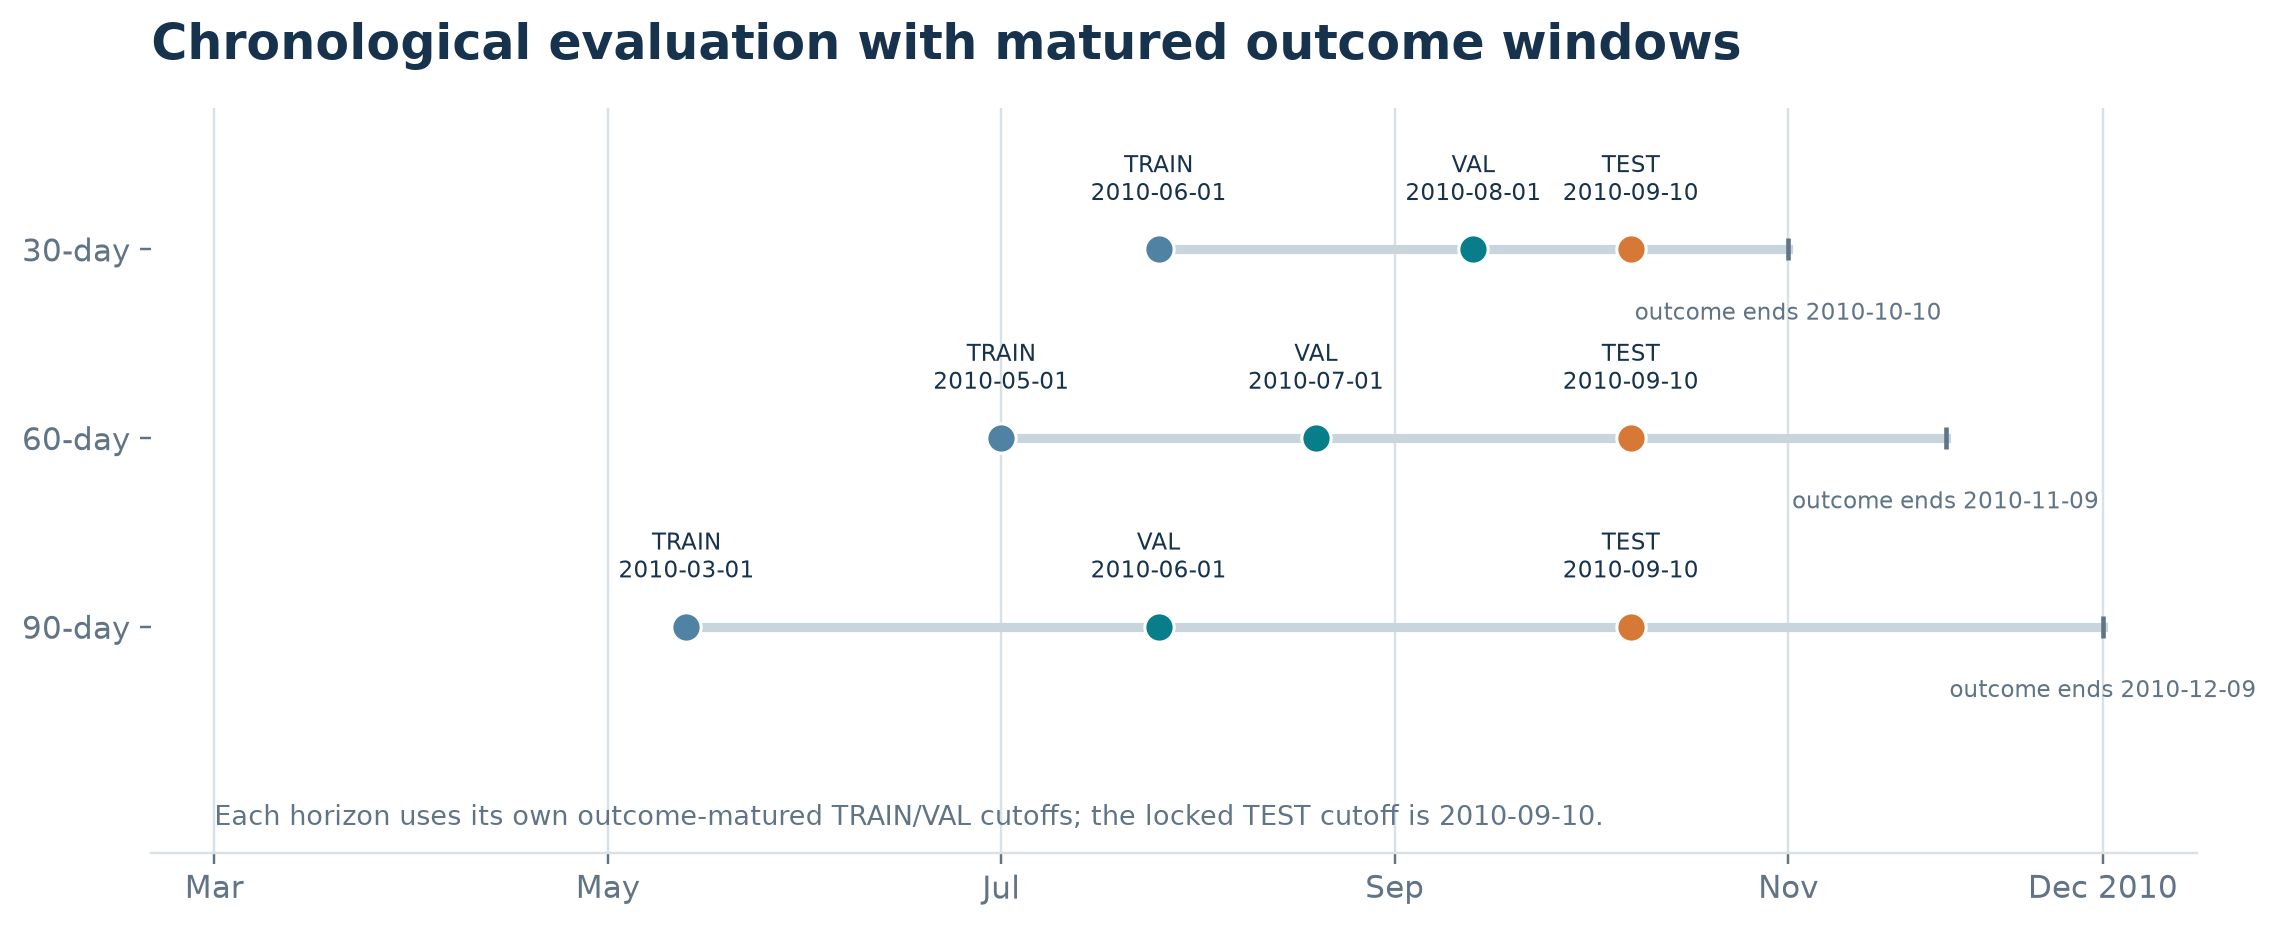 Chronological evaluation with matured outcome windows
TRAIN
2010-06-01
VAL
2010-08-01
TEST
2010-09-10
30-day
outcome ends 2010-10-10
TRAIN
2010-05-01
VAL
2010-07-01
TEST
2010-09-10
60-day
outcome ends 2010-11-09
TRAIN
2010-03-01
VAL
2010-06-01
TEST
2010-09-10
90-day
outcome ends 2010-12-09
Each horizon uses its own outcome-matured TRAIN/VAL cutoffs; the locked TEST cutoff is 2010-09-10.
Mar May Jul Sep Nov Dec 2010